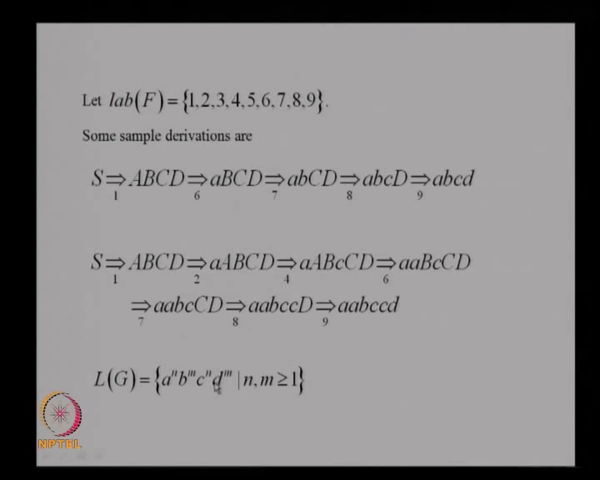 Let lab(F) = {1,2,3,4,5,6,7,8,9}.
Some sample derivations are
S ⇒ ABCD ⇒ aBCD ⇒ abCD ⇒ abcD ⇒ abcd
1 6 7 8 9
S ⇒ ABCD ⇒ aABCD ⇒ aABcCD ⇒ aaBcCD
1 2 4 6
⇒ aabcCD ⇒ aabccD ⇒ aabccd
7 8 9
L(G) = {aⁿbᵐcⁿdᵐ | n, m ≥ 1}
NPTEL